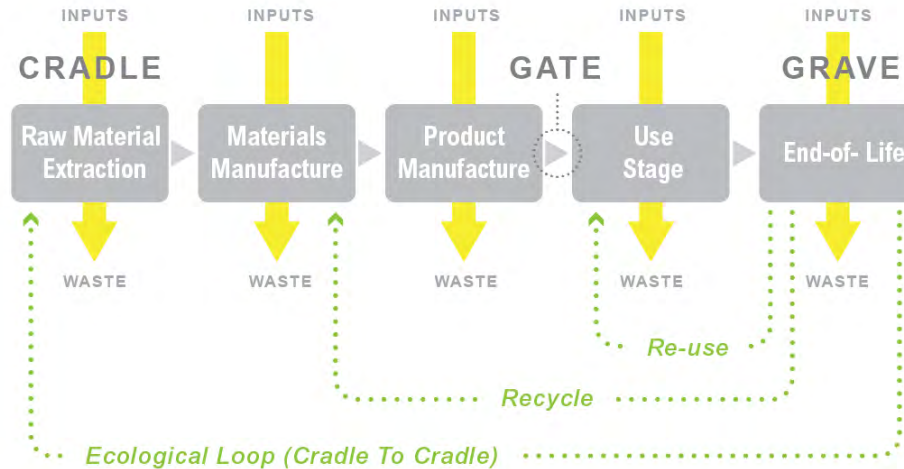 INPUTS INPUTS INPUTS INPUTS INPUTS
CRADLE GATE GRAVE
Raw Material Extraction
Materials Manufacture
Product Manufacture
Use Stage
End-of- Life
WASTE WASTE WASTE WASTE WASTE
Re-use
Recycle
Ecological Loop (Cradle To Cradle)